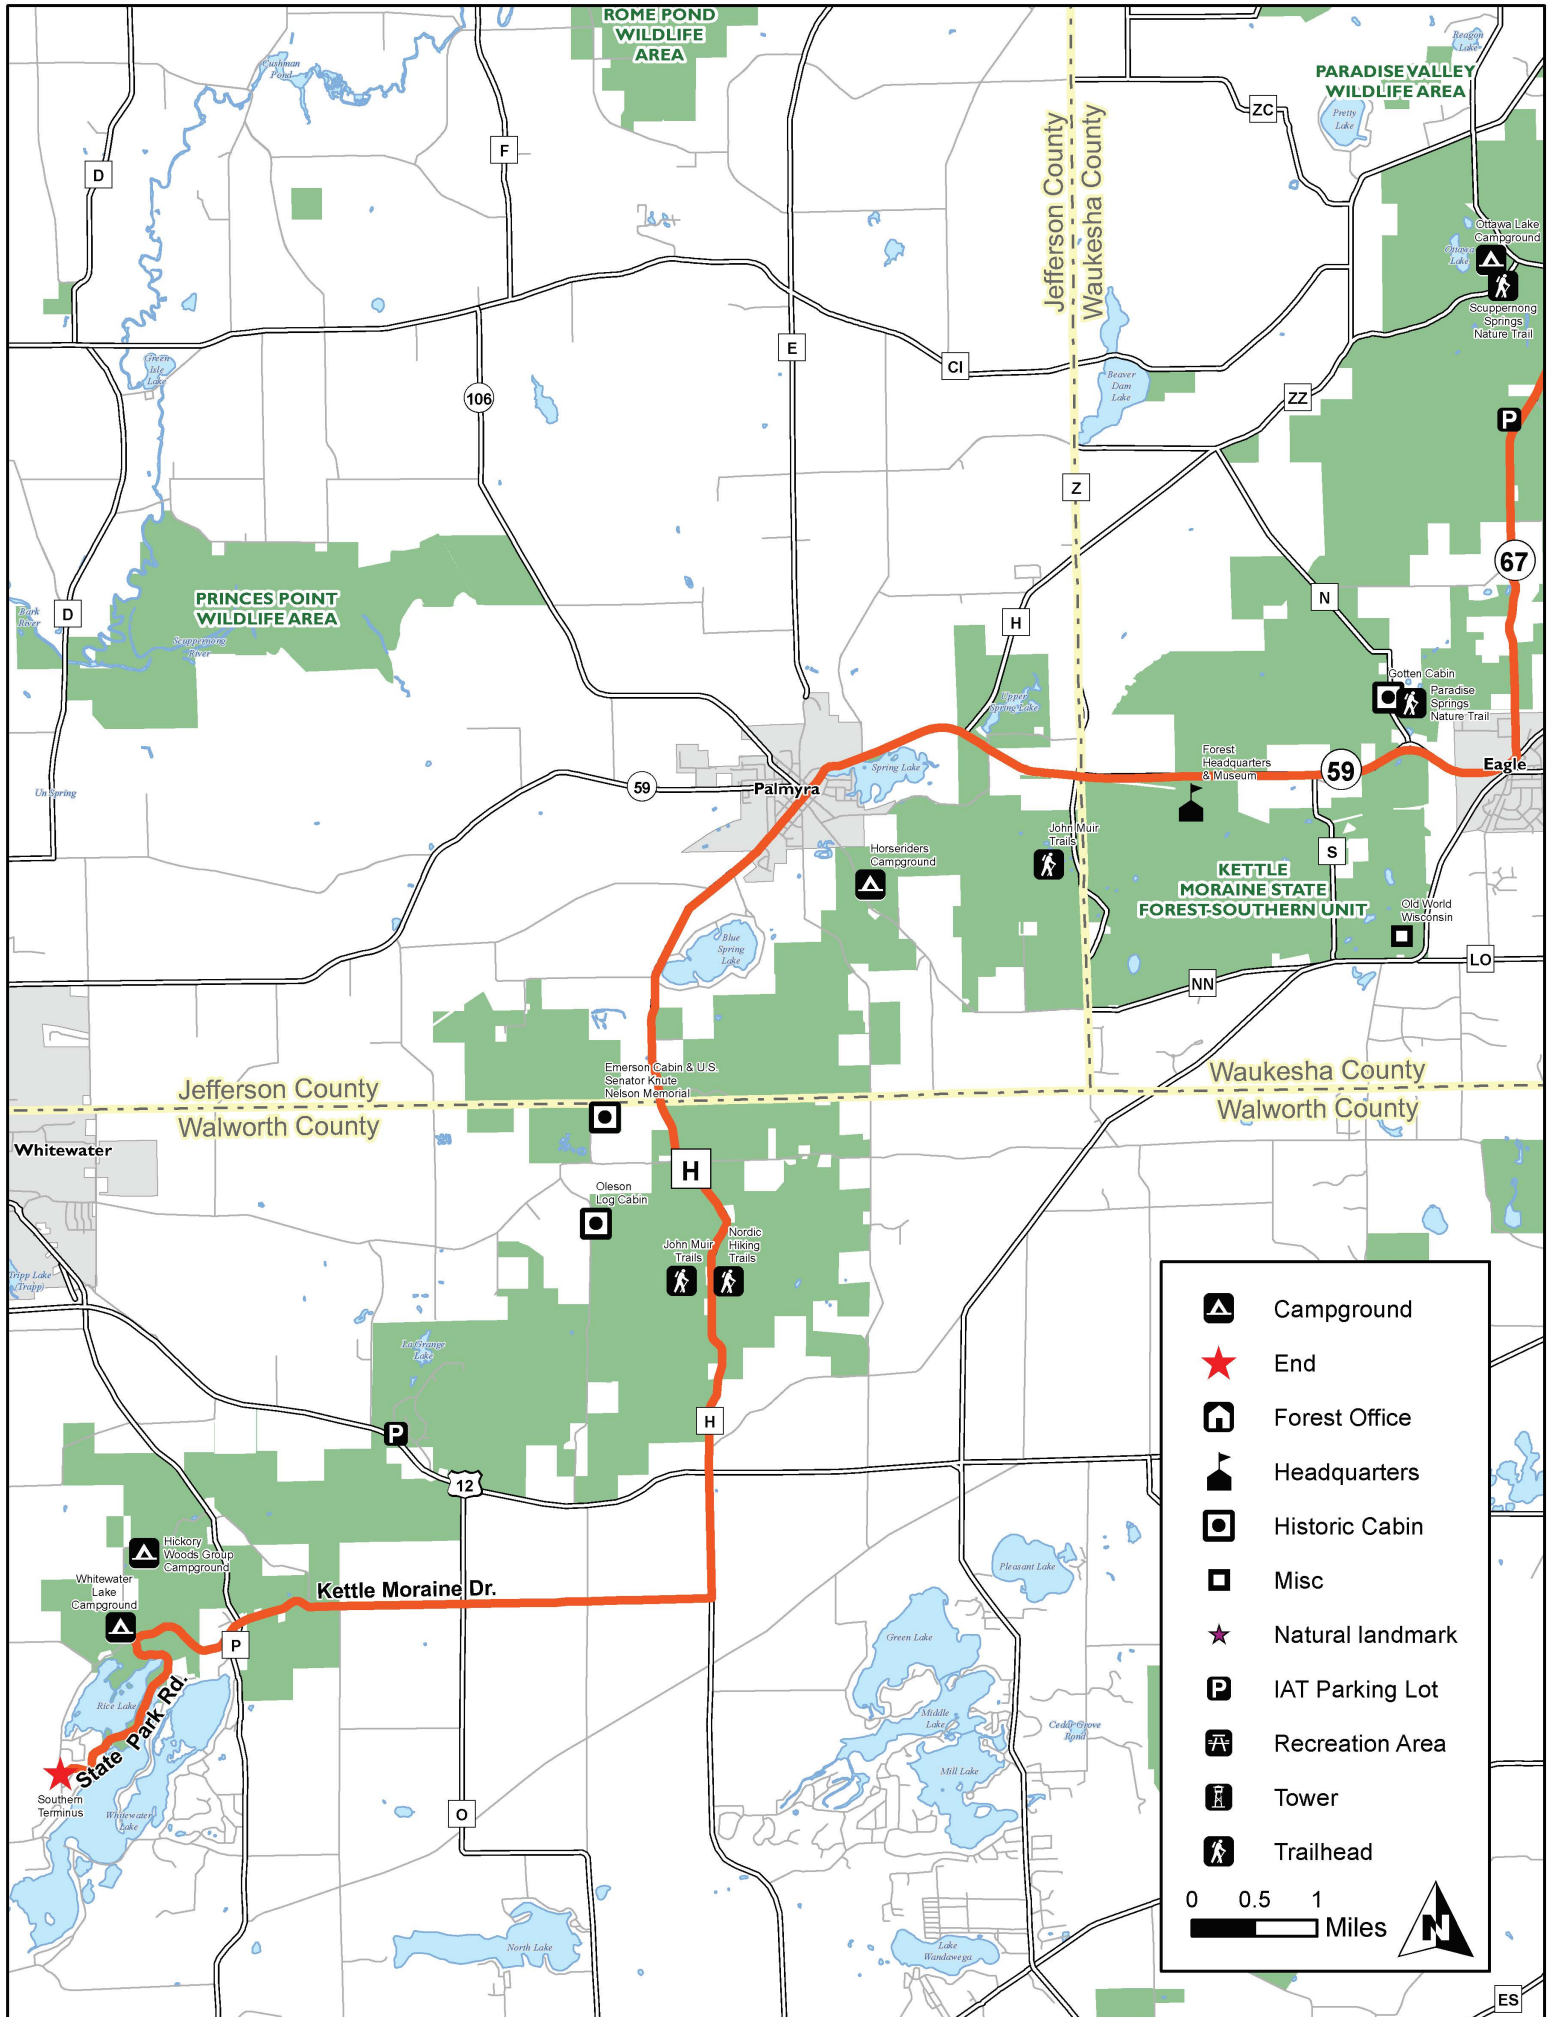 ROME POND
WILDLIFE
AREA
Cushman
Pond
Reagon
Lake
PARADISE VALLEY
WILDLIFE AREA
ZC
Pretty
Lake
F
D
Jefferson County
Waukesha County
Ottawa Lake
Campground
Ottawa
Lake
Scuppernong
Springs
Nature Trail
E
CI
Green
Isle
Lake
Beaver
Dam
Lake
106
ZZ
P
Z
67
PRINCES POINT
WILDLIFE AREA
Bark
River
D
Scuppernong
River
N
H
Upper
Spring Lake
Gotten Cabin
Paradise
Springs
Nature Trail
Forest
Headquarters
& Museum
59
Eagle
Spring Lake
59
Palmyra
Un Spring
John Muir
Trails
Horseriders
Campground
S
KETTLE
MORAINE STATE
FOREST-SOUTHERN UNIT
Old World
Wisconsin
Blue
Spring
Lake
LO
NN
Emerson Cabin & U.S.
Senator Knute
Nelson Memorial
Jefferson County
Walworth County
Waukesha County
Walworth County
Whitewater
H
Oleson
Log Cabin
John Muir
Trails
Nordic
Hiking
Trails
Tripp Lake
(Trapp)
La Grange
Lake
H
P
12
Hickory
Woods Group
Campground
Whitewater
Lake
Campground
Kettle Moraine Dr.
Pleasant Lake
P
Green Lake
Rice Lake
State Park Rd.
Middle
Lake
Cedar Grove
Pond
Mill Lake
Southern
Terminus
Whitewater
Lake
O
North Lake
Lake
Wandawega
Campground
End
Forest Office
Headquarters
Historic Cabin
Misc
Natural landmark
P IAT Parking Lot
Recreation Area
Tower
Trailhead
0 0.5 1
Miles
N
ES